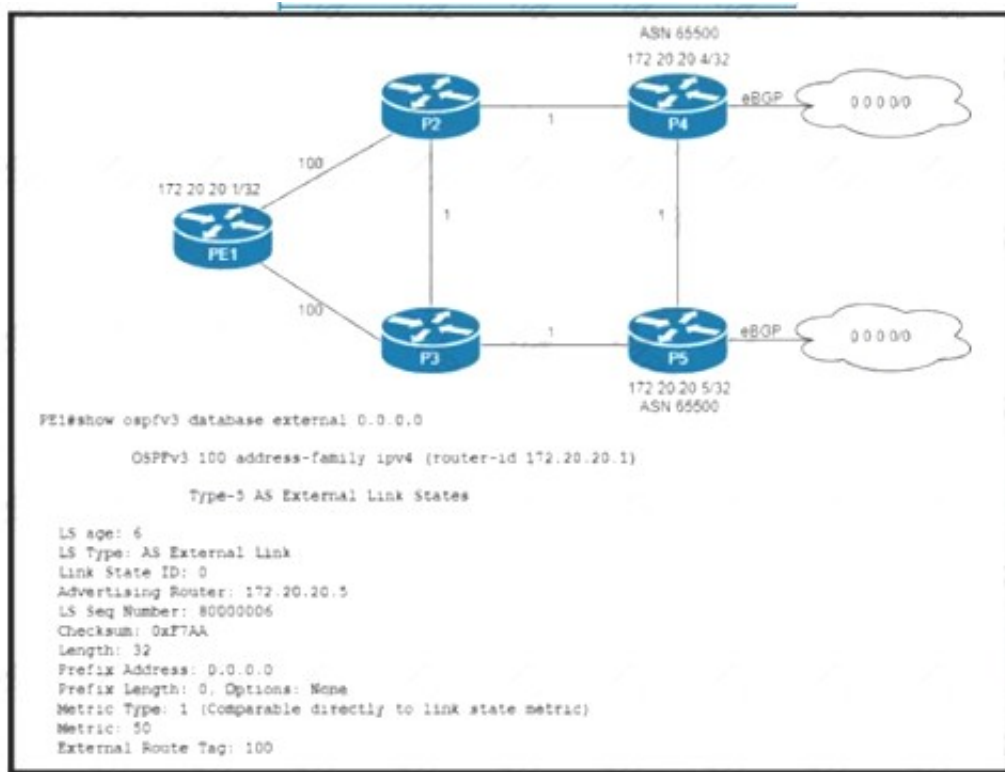 ASN 65500
172 20 20 4/32
P2
1
P4
eBGP
0 0 0 0/0
100
172 20 20 1/32
PE1
1
1
100
P3
1
P5
eBGP
0 0 0 0/0
172 20 20 5/32
ASN 65500
PE1#show ospfv3 database external 0.0.0.0
OSPFv3 100 address-family ipv4 (router-id 172.20.20.1)
Type-5 AS External Link States
LS age: 6
LS Type: AS External Link
Link State ID: 0
Advertising Router: 172.20.20.5
LS Seq Number: 80000006
Checksum: 0xF7AA
Length: 32
Prefix Address: 0.0.0.0
Prefix Length: 0, Options: None
Metric Type: 1 (Comparable directly to link state metric)
Metric: 50
External Route Tag: 100